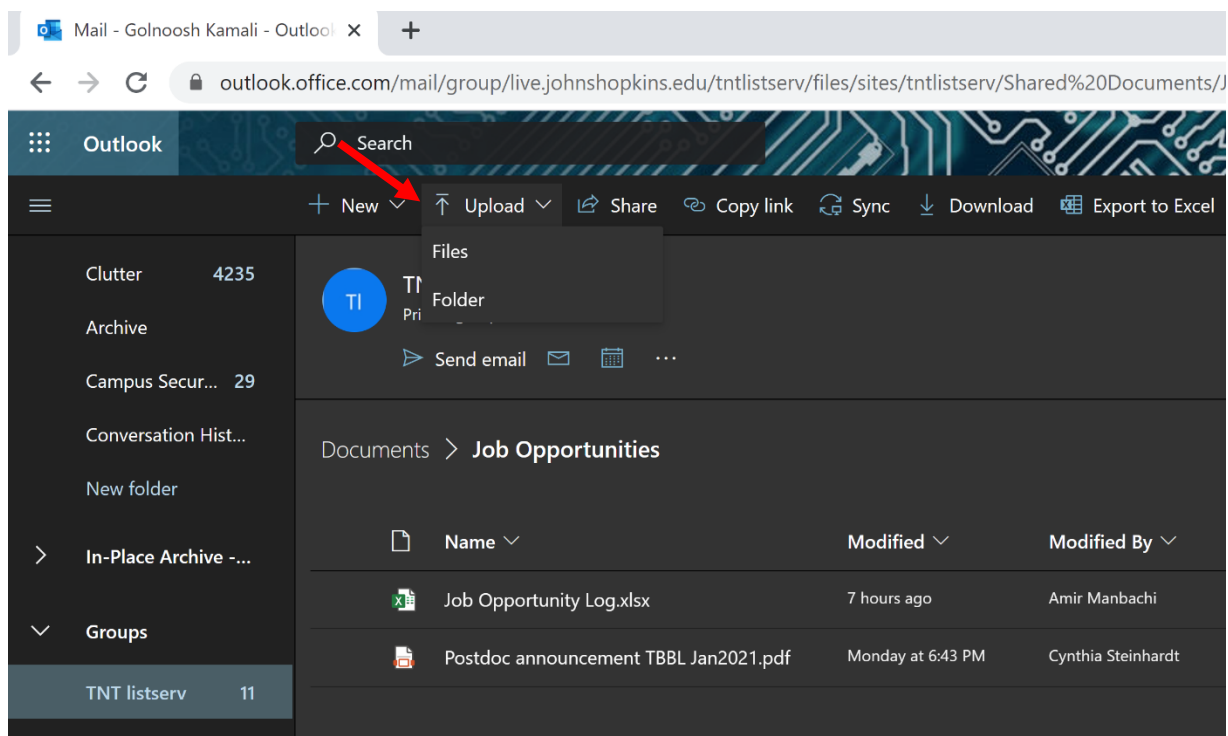 Mail - Golnoosh Kamali - Outlool
outlook.office.com/mail/group/live.johnshopkins.edu/tntlistserv/files/sites/tntlistserv/Shared%20Documents/J
Outlook
Search
New
Upload
Share
Copy link
Sync
Download
Export to Excel
Files
Folder
Clutter 4235
Archive
Campus Secur... 29
Conversation Hist...
New folder
In-Place Archive -...
Groups
TNT listserv 11
TI
Send email
Documents > Job Opportunities
Name Modified Modified By
Job Opportunity Log.xlsx 7 hours ago Amir Manbachi
Postdoc announcement TBBL Jan2021.pdf Monday at 6:43 PM Cynthia Steinhardt